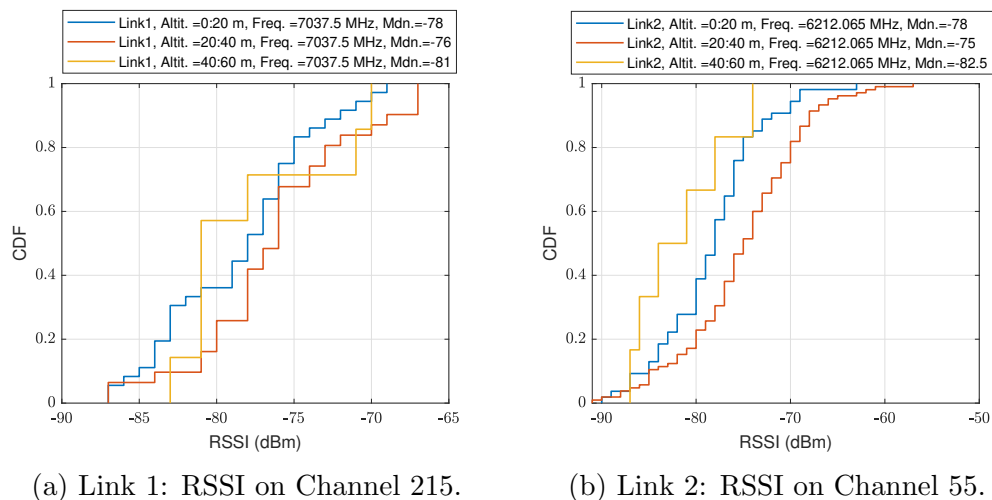 Link1, Altit. =0:20 m, Freq. =7037.5 MHz, Mdn.=-78
Link1, Altit. =20:40 m, Freq. =7037.5 MHz, Mdn.=-76
Link1, Altit. =40:60 m, Freq. =7037.5 MHz, Mdn.=-81
1
0.8
0.6
0.4
0.2
0
CDF
-90 -85 -80 -75 -70 -65
RSSI (dBm)
(a) Link 1: RSSI on Channel 215.
Link2, Altit. =0:20 m, Freq. =6212.065 MHz, Mdn.=-78
Link2, Altit. =20:40 m, Freq. =6212.065 MHz, Mdn.=-75
Link2, Altit. =40:60 m, Freq. =6212.065 MHz, Mdn.=-82.5
1
0.8
0.6
0.4
0.2
0
CDF
-90 -80 -70 -60 -50
RSSI (dBm)
(b) Link 2: RSSI on Channel 55.